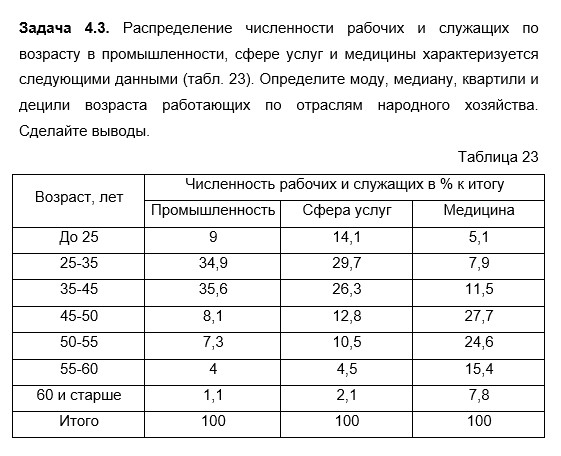 Задача 4.3. Распределение численности рабочих и служащих по
возрасту в промышленности, сфере услуг и медицины характеризуется
следующими данными (табл. 23). Определите моду, медиану, квартили и
децили возраста работающих по отраслям народного хозяйства.
Сделайте выводы.
Таблица 23
Возраст, лет Численность рабочих и служащих в % к итогу
Промышленность Сфера услуг Медицина
До 25 9 14,1 5,1
25-35 34,9 29,7 7,9
35-45 35,6 26,3 11,5
45-50 8,1 12,8 27,7
50-55 7,3 10,5 24,6
55-60 4 4,5 15,4
60 и старше 1,1 2,1 7,8
Итого 100 100 100